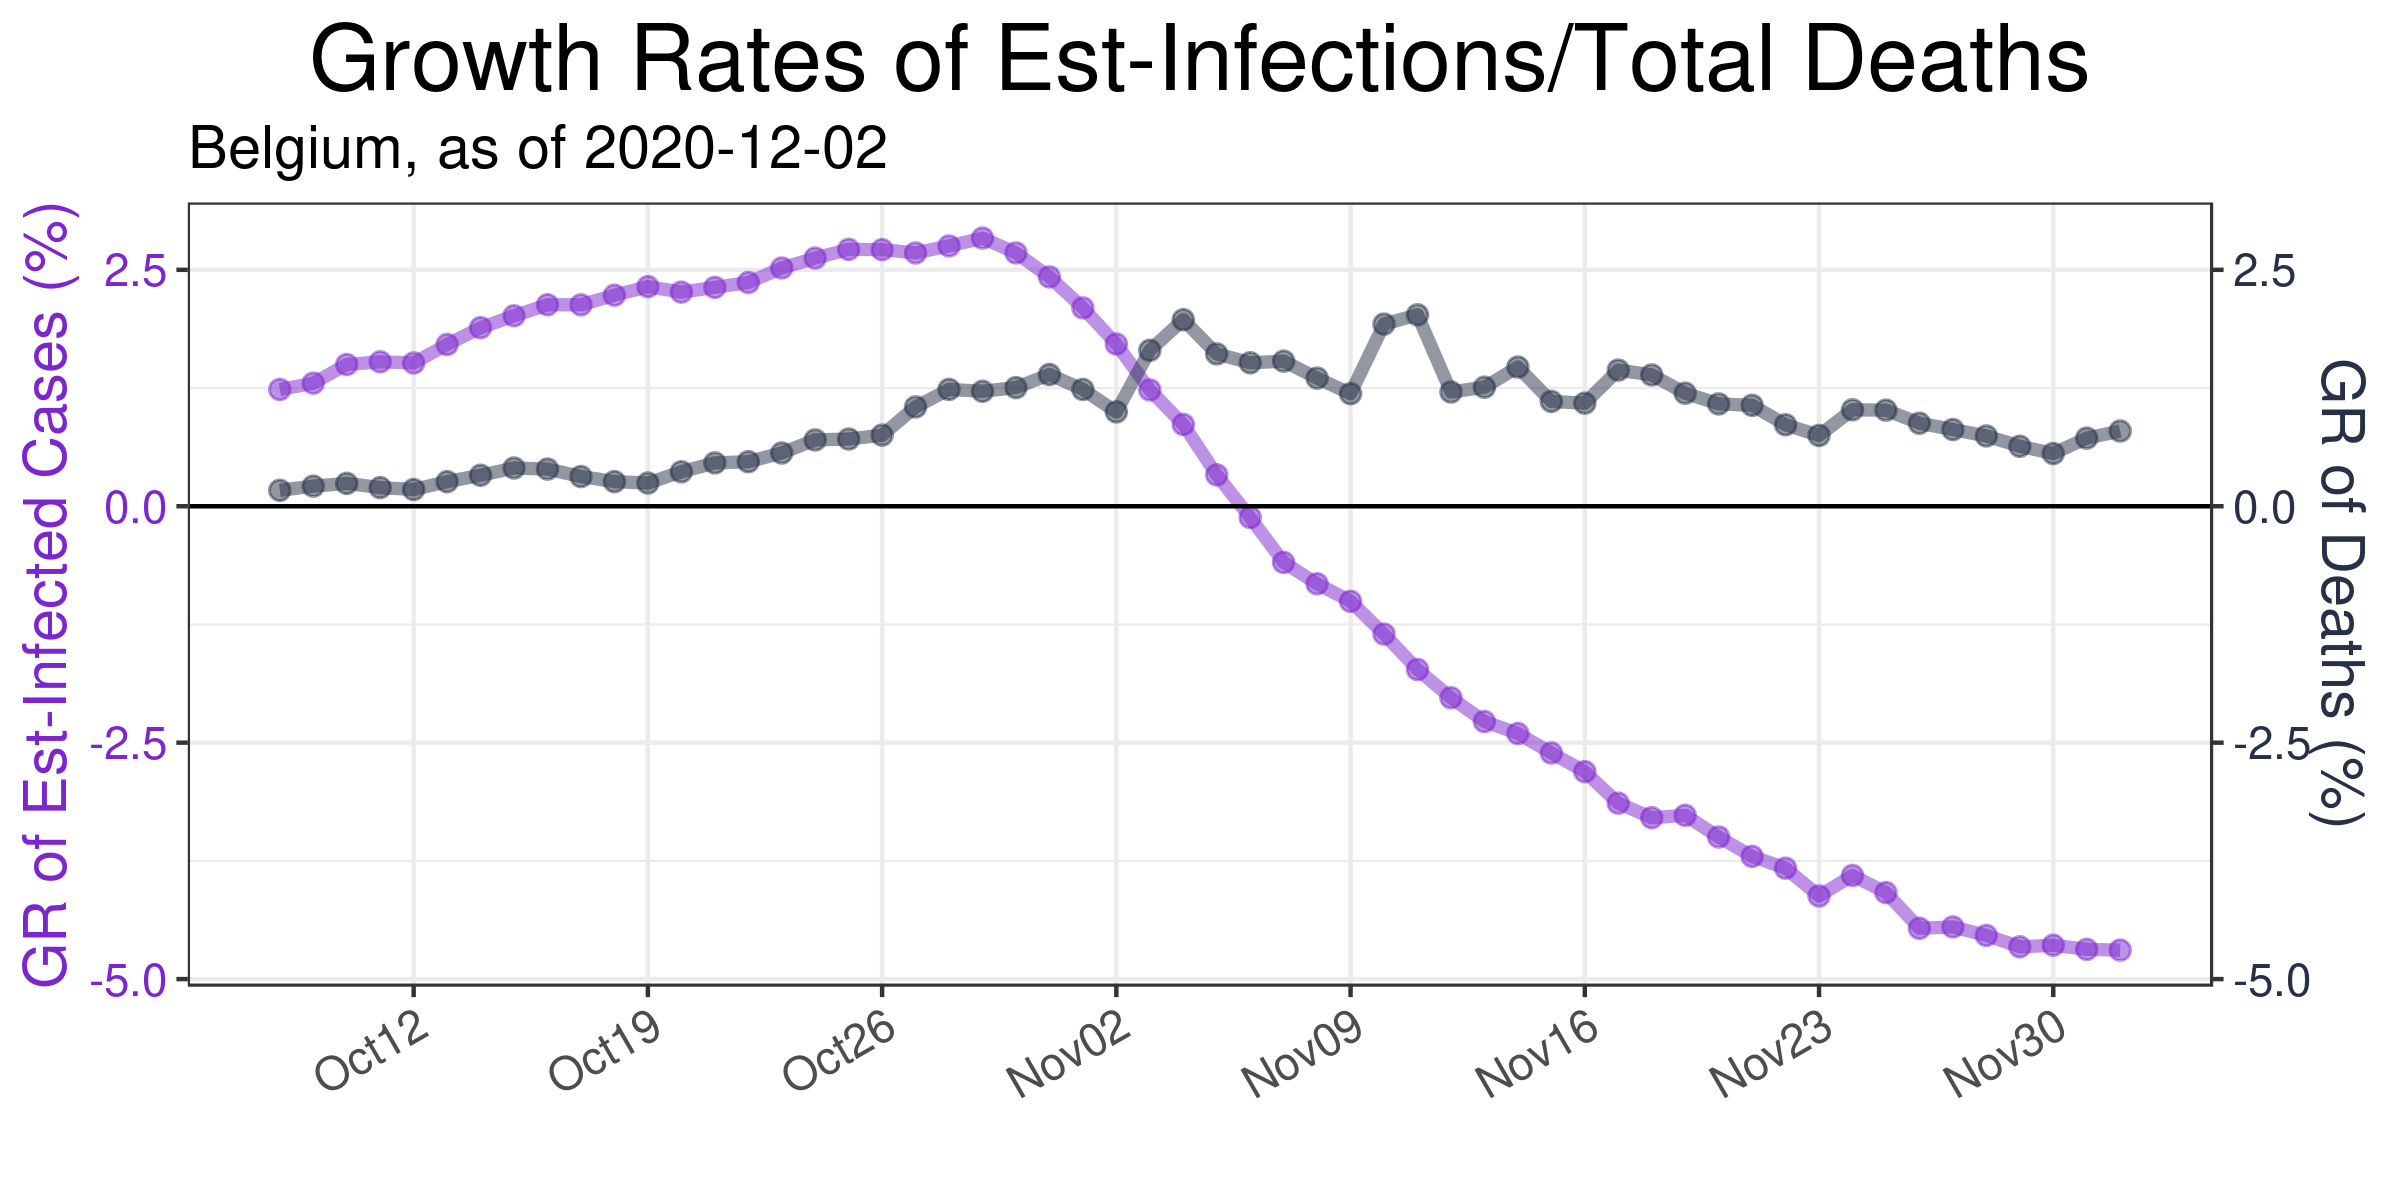 Growth Rates of Est-Infections/Total Deaths
Belgium, as of 2020-12-02
GR of Est-Infected Cases (%)
2.5
0.0
-2.5
-5.0
2.5
0.0
-2.5
-5.0
GR of Deaths (%)
Oct12
Oct19
Oct26
Nov02
Nov09
Nov16
Nov23
Nov30